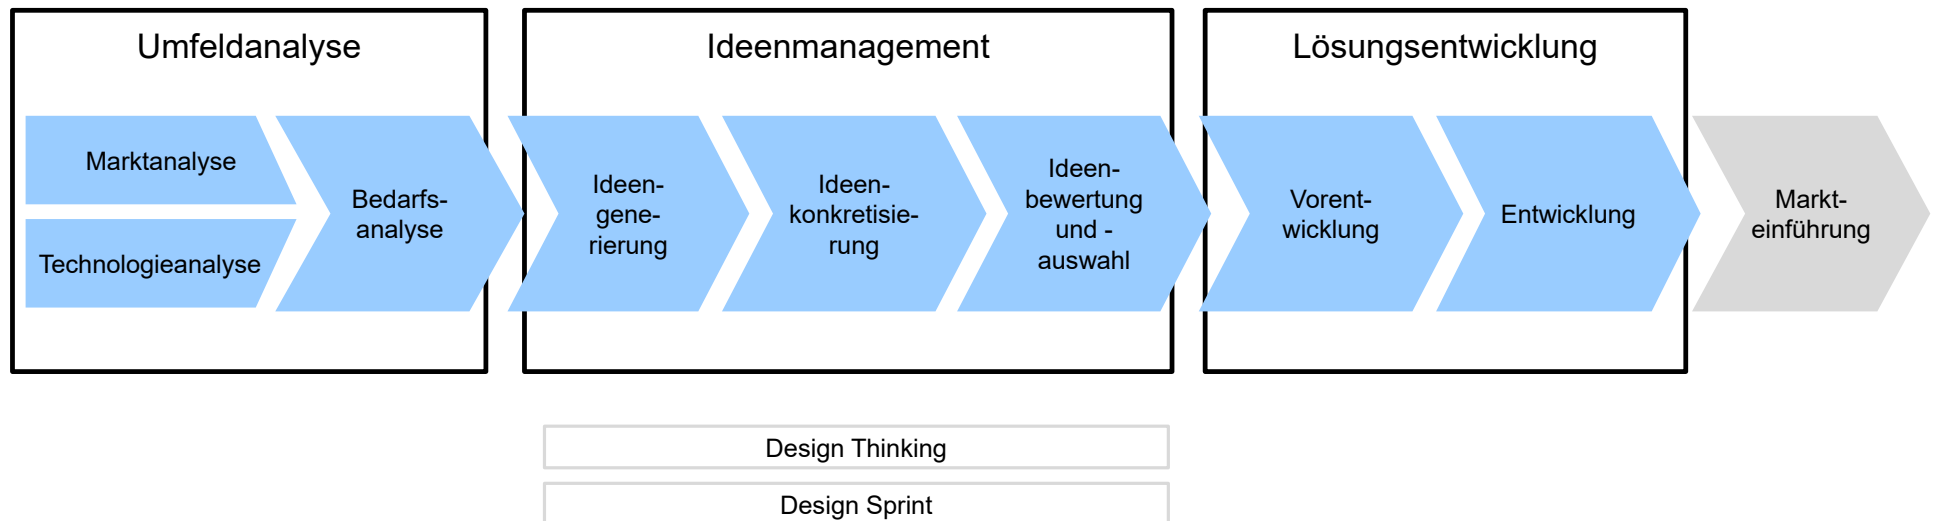 Umfeldanalyse
Ideenmanagement
Lösungsentwicklung
Marktanalyse
Technologieanalyse
Bedarfs-
analyse
Ideen-
gene-
rierung
Ideen-
konkretisie-
rung
Ideen-
bewertung
und -
auswahl
Vorent-
wicklung
Entwicklung
Markt-
einführung
Design Thinking
Design Sprint